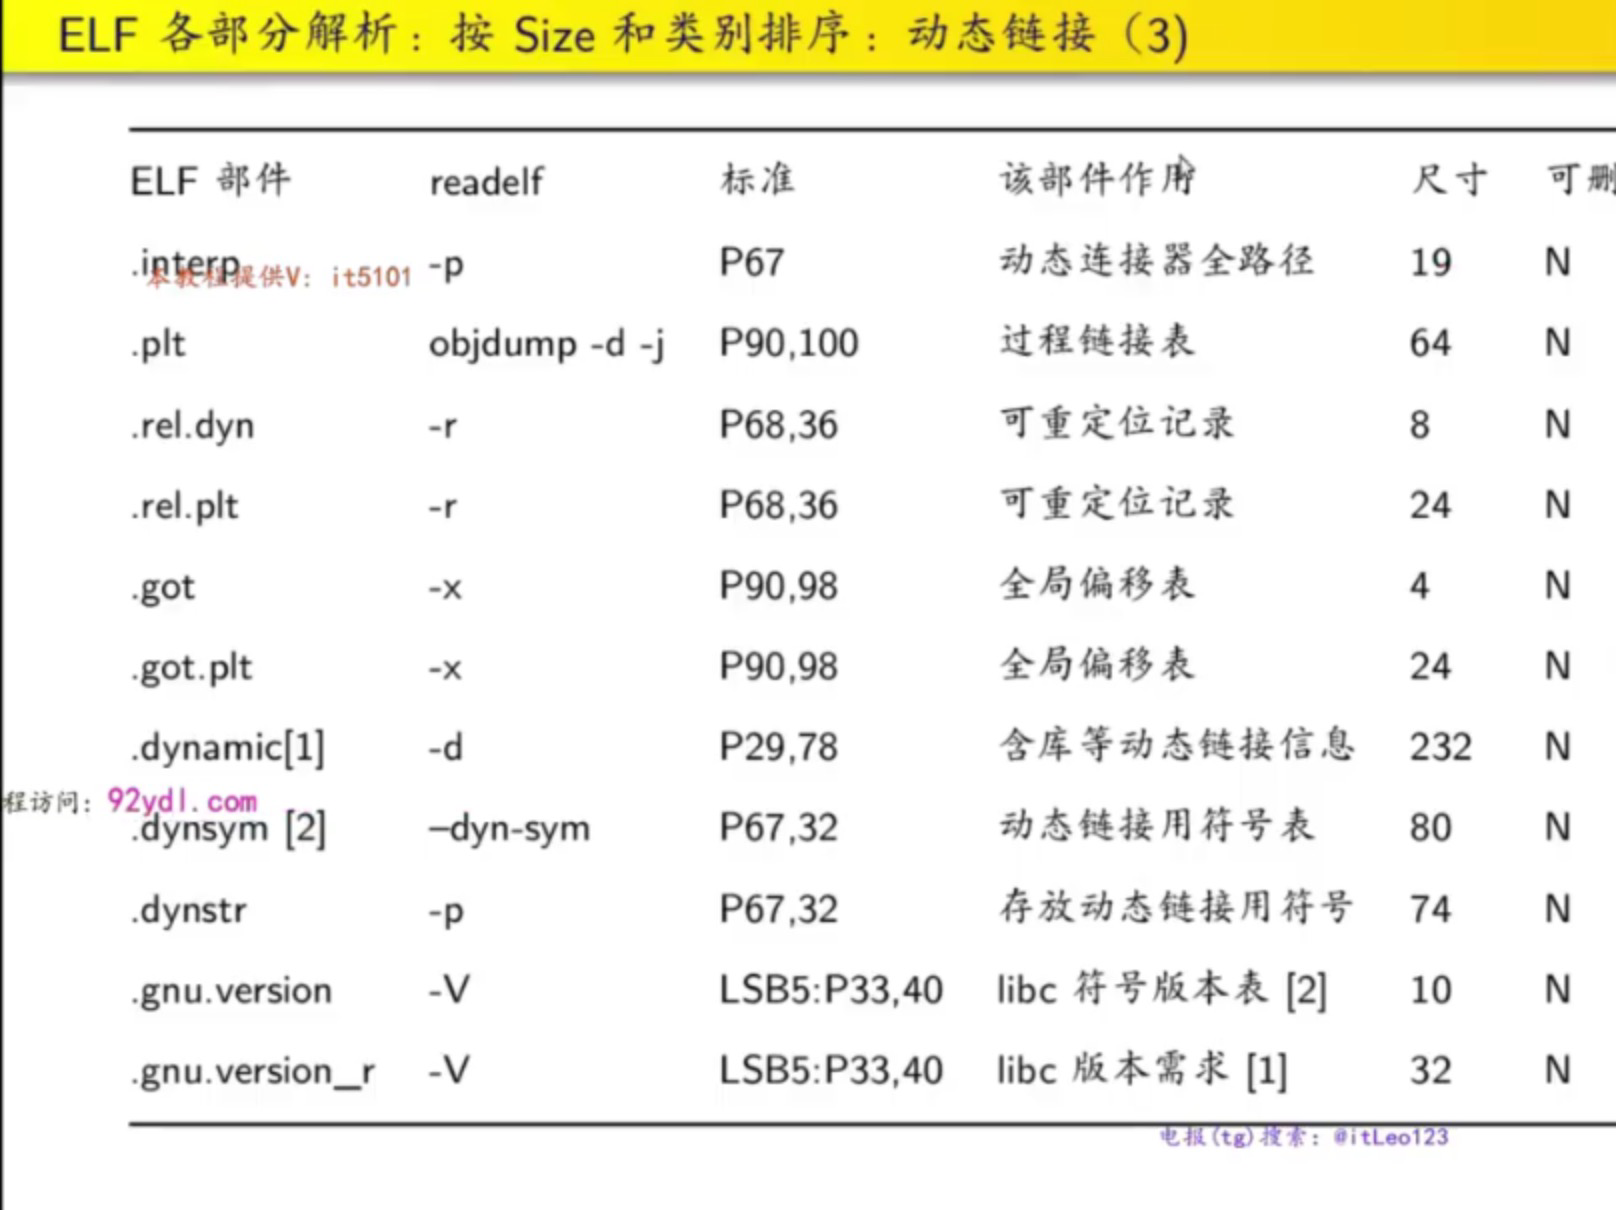 ELF 各部分解析：按 Size 和类别排序：动态链接（3）
ELF 部件 readelf 标准 该部件作用 尺寸 可删
.interp -p P67 动态连接器全路径 19 N
本教程提供V: it5101
.plt objdump -d -j P90,100 过程链接表 64 N
.rel.dyn -r P68,36 可重定位记录 8 N
.rel.plt -r P68,36 可重定位记录 24 N
.got -x P90,98 全局偏移表 4 N
.got.plt -x P90,98 全局偏移表 24 N
.dynamic[1] -d P29,78 含库等动态链接信息 232 N
程访问: 92ydl.com
.dynsym [2] –dyn-sym P67,32 动态链接用符号表 80 N
.dynstr -p P67,32 存放动态链接用符号 74 N
.gnu.version -V LSB5:P33,40 libc 符号版本表 [2] 10 N
.gnu.version_r -V LSB5:P33,40 libc 版本需求 [1] 32 N
电报(tg)搜索: @itLeo123